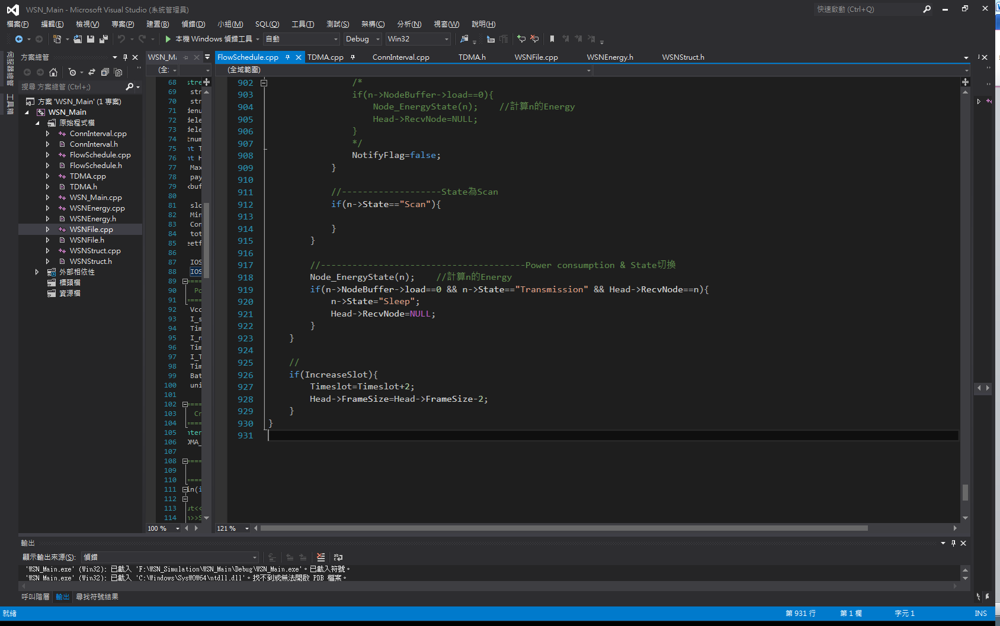 WSN_Main - Microsoft Visual Studio (系統管理員)
快速啟動 (Ctrl+Q)
檔案(F) 編輯(E) 檢視(V) 專案(P) 建置(B) 偵錯(D) 小組(M) SQL(Q) 工具(T) 測試(S) 架構(C) 分析(N) 視窗(W) 說明(H)
本機 Windows 偵錯工具 自動 Debug Win32
伺服器總管
工具箱
方案總管
搜尋 方案總管 (Ctrl+;)
方案 'WSN_Main' (1 專案)
WSN_Main
原始程式檔
ConnInterval.cpp
ConnInterval.h
FlowSchedule.cpp
FlowSchedule.h
TDMA.cpp
TDMA.h
WSN_Main.cpp
WSNEnergy.cpp
WSNEnergy.h
WSNFile.cpp
WSNFile.h
WSNStruct.cpp
WSNStruct.h
外部相依性
標頭檔
資源檔
WSN_Ma
(全:
68 stre
69 str
70 str
71 denu
72 dele
73 dele
74 tnum
75 nt T
76 nt H
77 Max
78 pay
79 xbuf
80
81 slo
82 Min
83 Con
84 tot
85 eetf
86
87 IOS
88 IOS
89 ====
90 Po
91 ====
92 Vcc
93 I_s
94 Tim
95 I_n
96 Tim
97 I_T
98 Tim
99 Bat
100 uni
101
102 ====
103 Cr
104 ====
105 nter
106 DMA_
107
108 ====
109
110 ====
111 in(i
112
113 ut<<
114 n>>S
100 %
FlowSchedule.cpp TDMA.cpp ConnInterval.cpp TDMA.h WSNFile.cpp WSNEnergy.h WSNStruct.h
(全域範圍)
902 /*
903 if(n->NodeBuffer->load==0){
904 Node_EnergyState(n); //計算n的Energy
905 Head->RecvNode=NULL;
906 }
907 */
908 NotifyFlag=false;
909 }
910
911 //-------------------State為Scan
912 if(n->State=="Scan"){
913
914 }
915 }
916
917 //---------------------------------------Power consumption & State切換
918 Node_EnergyState(n); //計算n的Energy
919 if(n->NodeBuffer->load==0 && n->State=="Transmission" && Head->RecvNode==n){
920 n->State="Sleep";
921 Head->RecvNode=NULL;
922 }
923 }
924
925 //
926 if(IncreaseSlot){
927 Timeslot=Timeslot+2;
928 Head->FrameSize=Head->FrameSize-2;
929 }
930 }
931
121 %
輸出
顯示輸出來源(S): 偵錯
'WSN_Main.exe' (Win32): 已載入 'F:\WSN_Simulation\WSN_Main\Debug\WSN_Main.exe'。已載入符號。
'WSN_Main.exe' (Win32): 已載入 'C:\Windows\SysWOW64\ntdll.dll'。找不到或無法開啟 PDB 檔案。
呼叫階層 輸出 尋找符號結果
就緒 第 931 行 第 1 欄 字元 1 INS